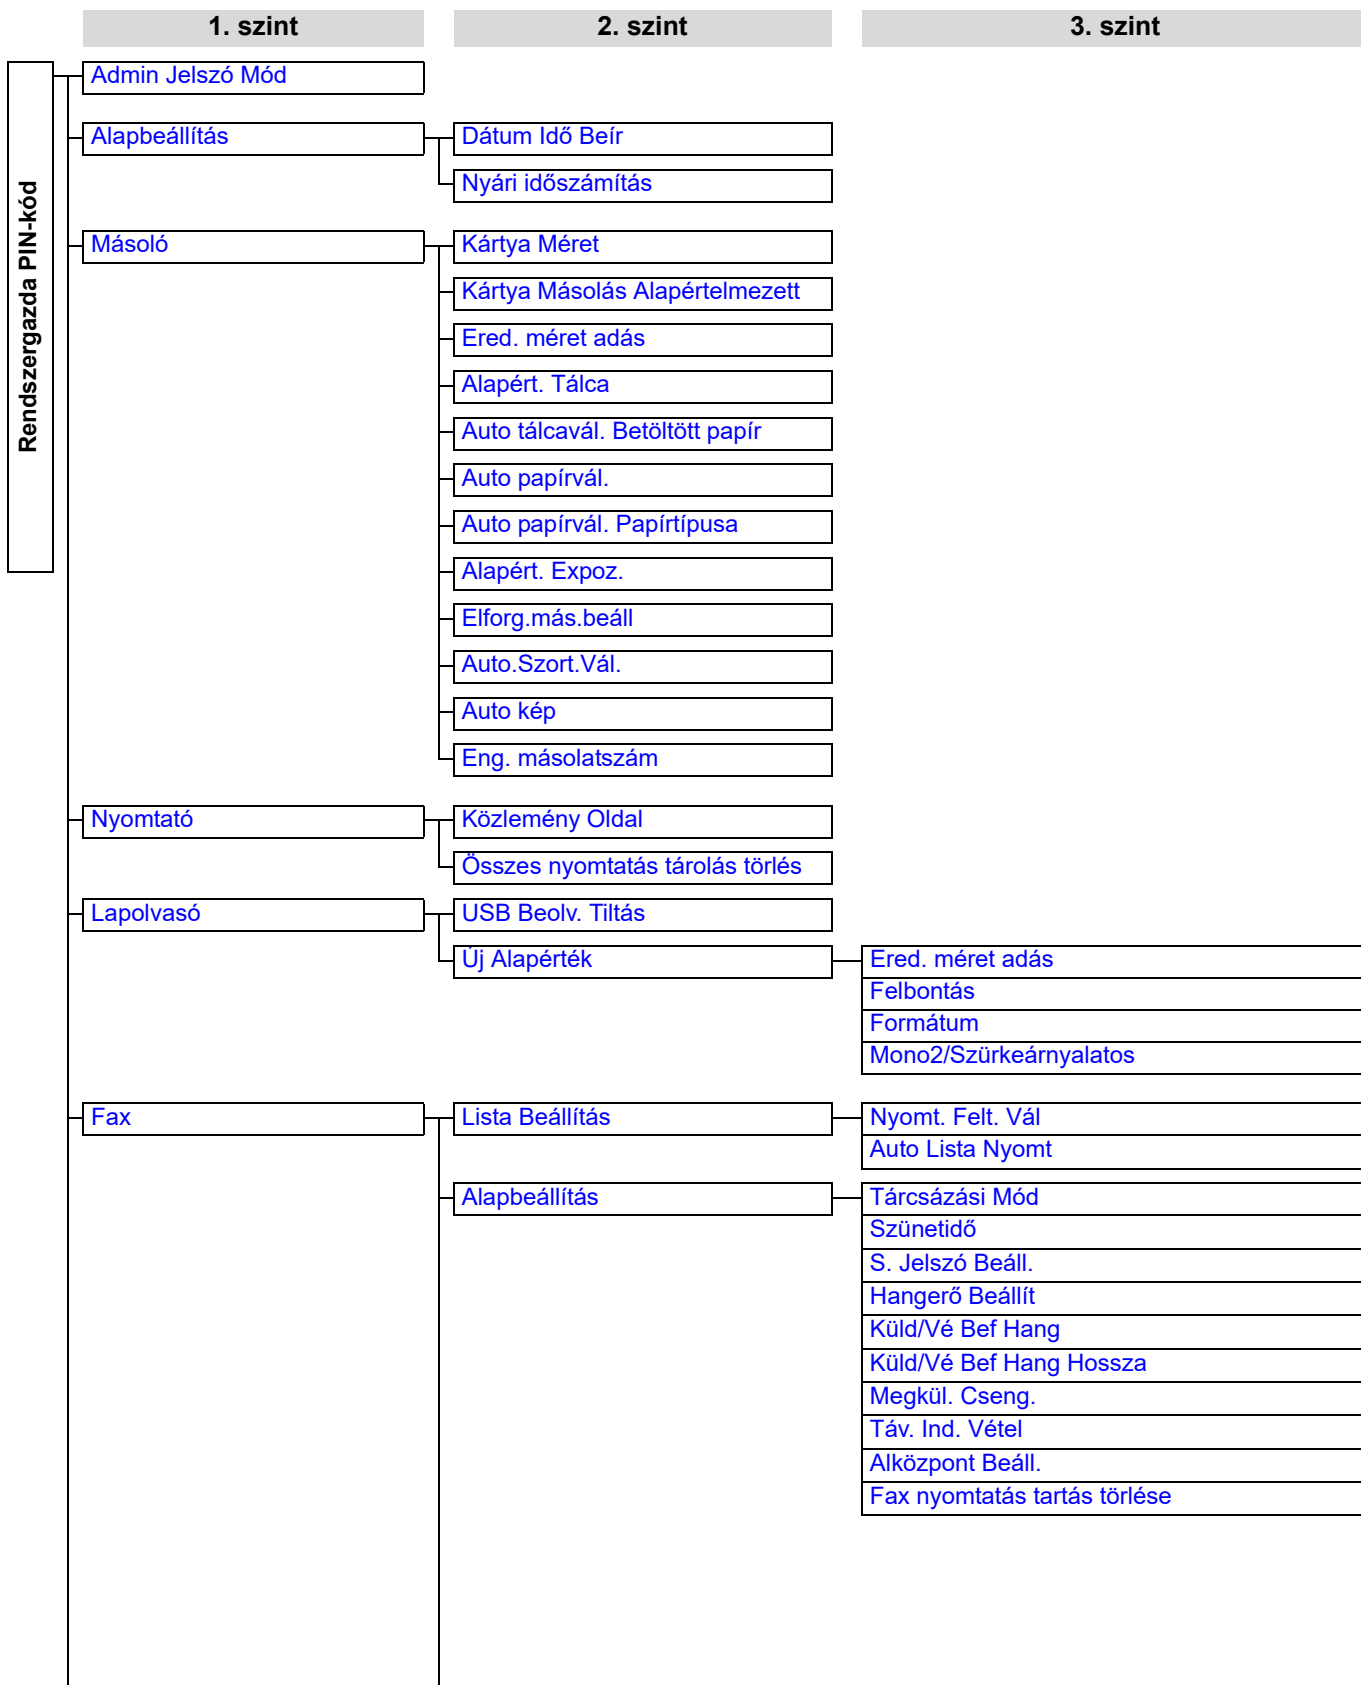 1. szint
2. szint
3. szint
Rendszergazda PIN-kód
Admin Jelszó Mód
Alapbeállítás
Dátum Idő Beír
Nyári időszámítás
Másoló
Kártya Méret
Kártya Másolás Alapértelmezett
Ered. méret adás
Alapért. Tálca
Auto tálcavál. Betöltött papír
Auto papírvál.
Auto papírvál. Papírtípusa
Alapért. Expoz.
Elforg.más.beáll
Auto.Szort.Vál.
Auto kép
Eng. másolatszám
Nyomtató
Közlemény Oldal
Összes nyomtatás tárolás törlés
Lapolvasó
USB Beolv. Tiltás
Új Alapérték
Ered. méret adás
Felbontás
Formátum
Mono2/Szürkeárnyalatos
Fax
Lista Beállítás
Nyomt. Felt. Vál
Auto Lista Nyomt
Alapbeállítás
Tárcsázási Mód
Szünetidő
S. Jelszó Beáll.
Hangerő Beállít
Küld/Vé Bef Hang
Küld/Vé Bef Hang Hossza
Megkül. Cseng.
Táv. Ind. Vétel
Alközpont Beáll.
Fax nyomtatás tartás törlése